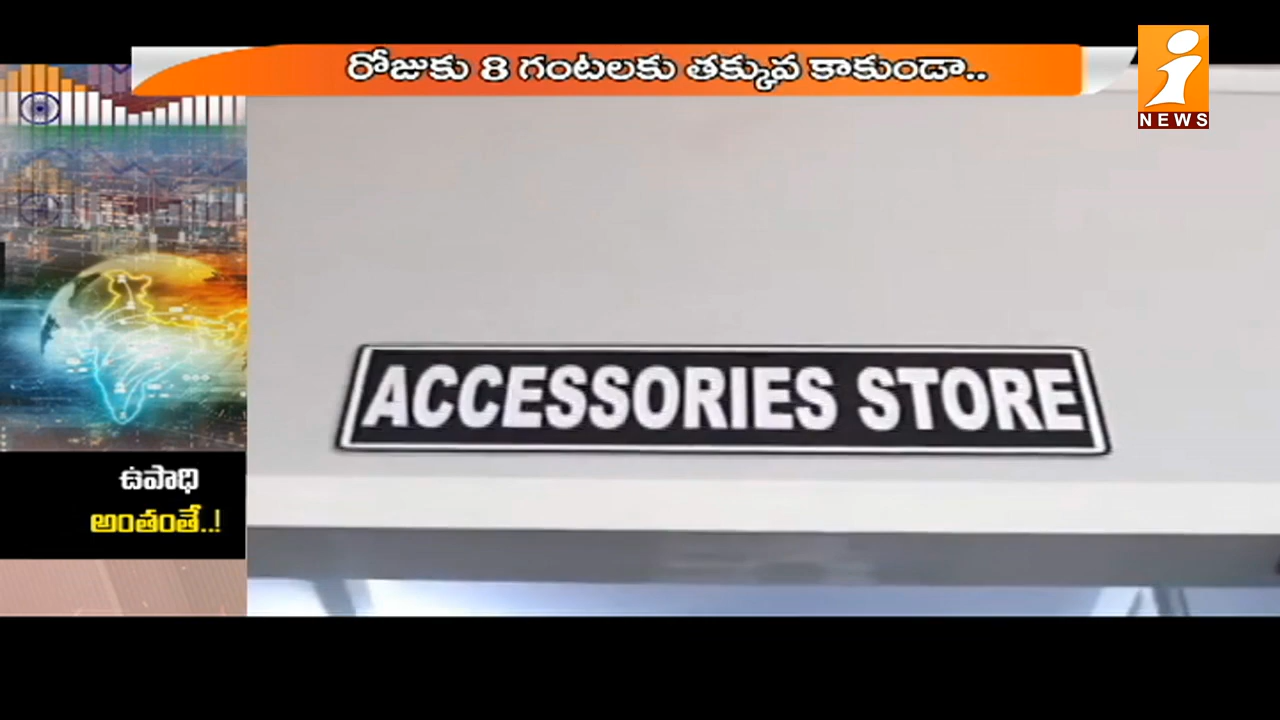 రోజుకు 8 గంటలకు తక్కువ కాకుండా..
i
NEWS
ACCESSORIES STORE
ఉపాధి
అంతంతే..!